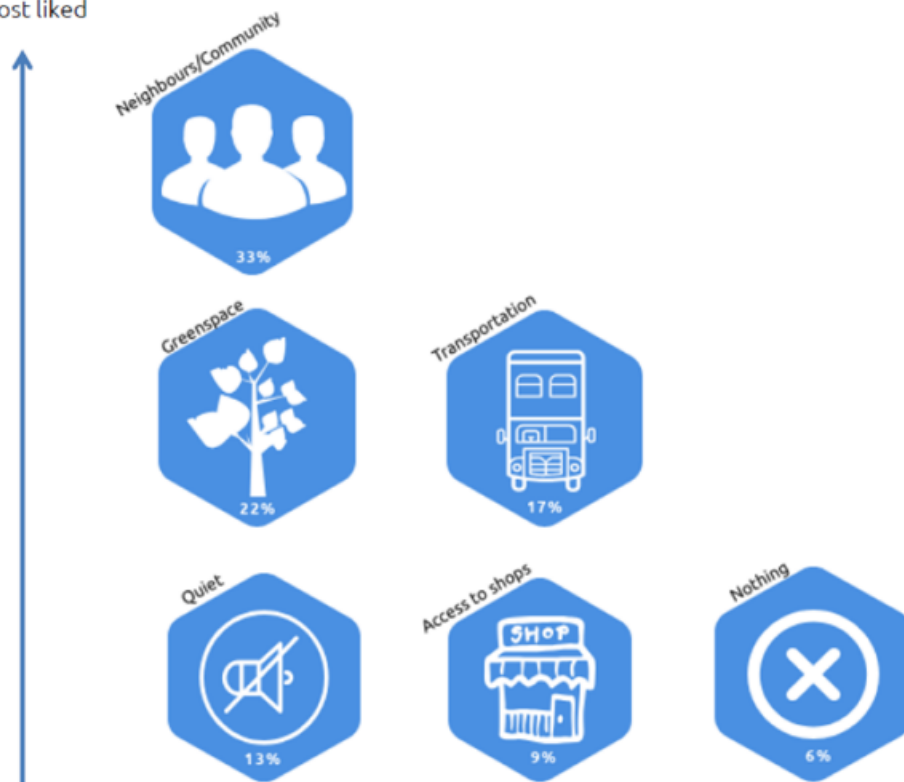 ost liked
Neighbours/Community
33%
Greenspace
Transportation
22%
17%
Quiet
Access to shops
Nothing
SHOP
13%
9%
6%